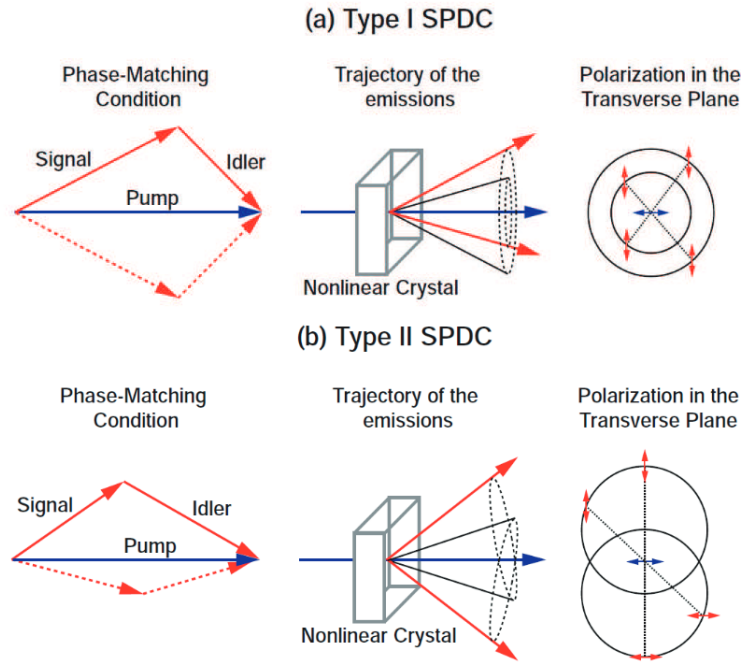 (a) Type I SPDC
Phase-Matching
Condition
Trajectory of the
emissions
Polarization in the
Transverse Plane
Signal
Idler
Pump
Nonlinear Crystal
(b) Type II SPDC
Phase-Matching
Condition
Trajectory of the
emissions
Polarization in the
Transverse Plane
Signal
Idler
Pump
Nonlinear Crystal